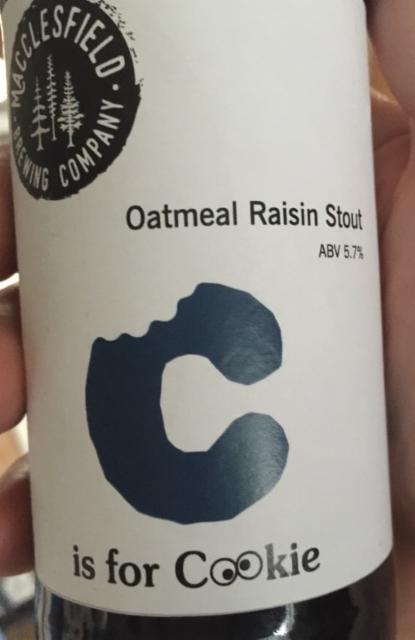 MACCLESFIELD
BREWING COMPANY
Oatmeal Raisin Stout
ABV 5.7%
C
is for Cookie